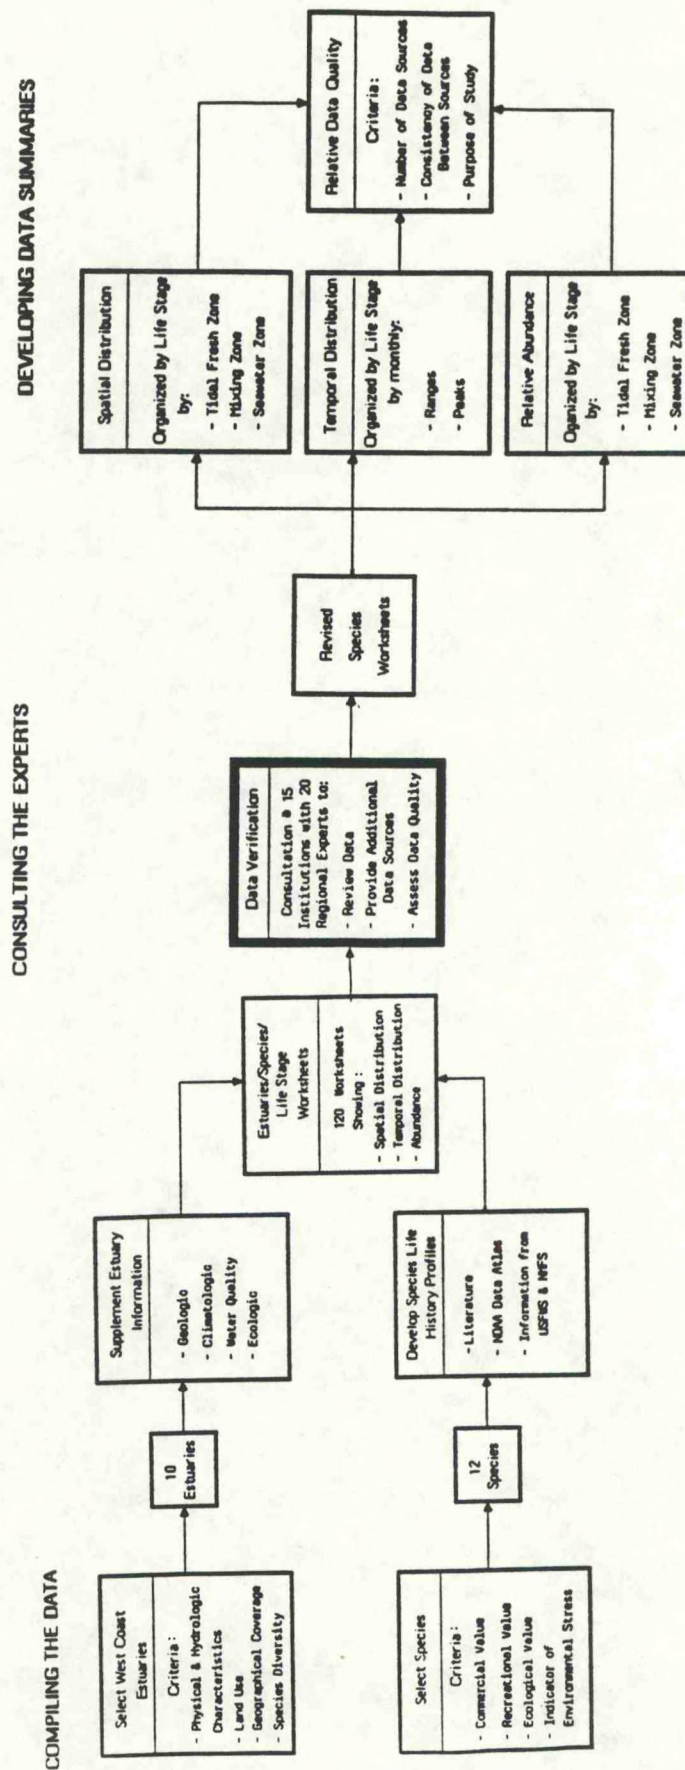 COMPILING THE DATA
Select West Coast
Estuaries
Criteria:
- Physical & Hydrologic
Characteristics
- Land Use
- Geographical Coverage
- Species Diversity
10
Estuaries
Supplement Estuary
Information
- Geologic
- Climatologic
- Water Quality
- Ecologic
Select Species
Criteria:
- Commercial Value
- Recreational Value
- Ecological Value
- Indicator of
Environmental Stress
12
Species
Develop Species Life
History Profiles
- Literature
- NOAA Data Atlas
- Information from
USFWS & NMFS
Estuaries/Species/
Life Stage
Worksheets
120 Worksheets
Showing:
- Spatial Distribution
- Temporal Distribution
- Abundance
CONSULTING THE EXPERTS
Data Verification
Consultation @ 15
Institutions with 20
Regional Experts to:
- Review Data
- Provide Additional
Data Sources
- Assess Data Quality
Revised
Species
Worksheets
DEVELOPING DATA SUMMARIES
Spatial Distribution
Organized by Life Stage
by:
- Tidal Fresh Zone
- Mixing Zone
- Seawater Zone
Temporal Distribution
Organized by Life Stage
by monthly:
- Ranges
- Peaks
Relative Abundance
Oganized by Life Stage
by:
- Tidal Fresh Zone
- Mixing Zone
- Seawater Zone
Relative Data Quality
Criteria:
- Number of Data Sources
- Consistency of Data
Between Sources
- Purpose of Study